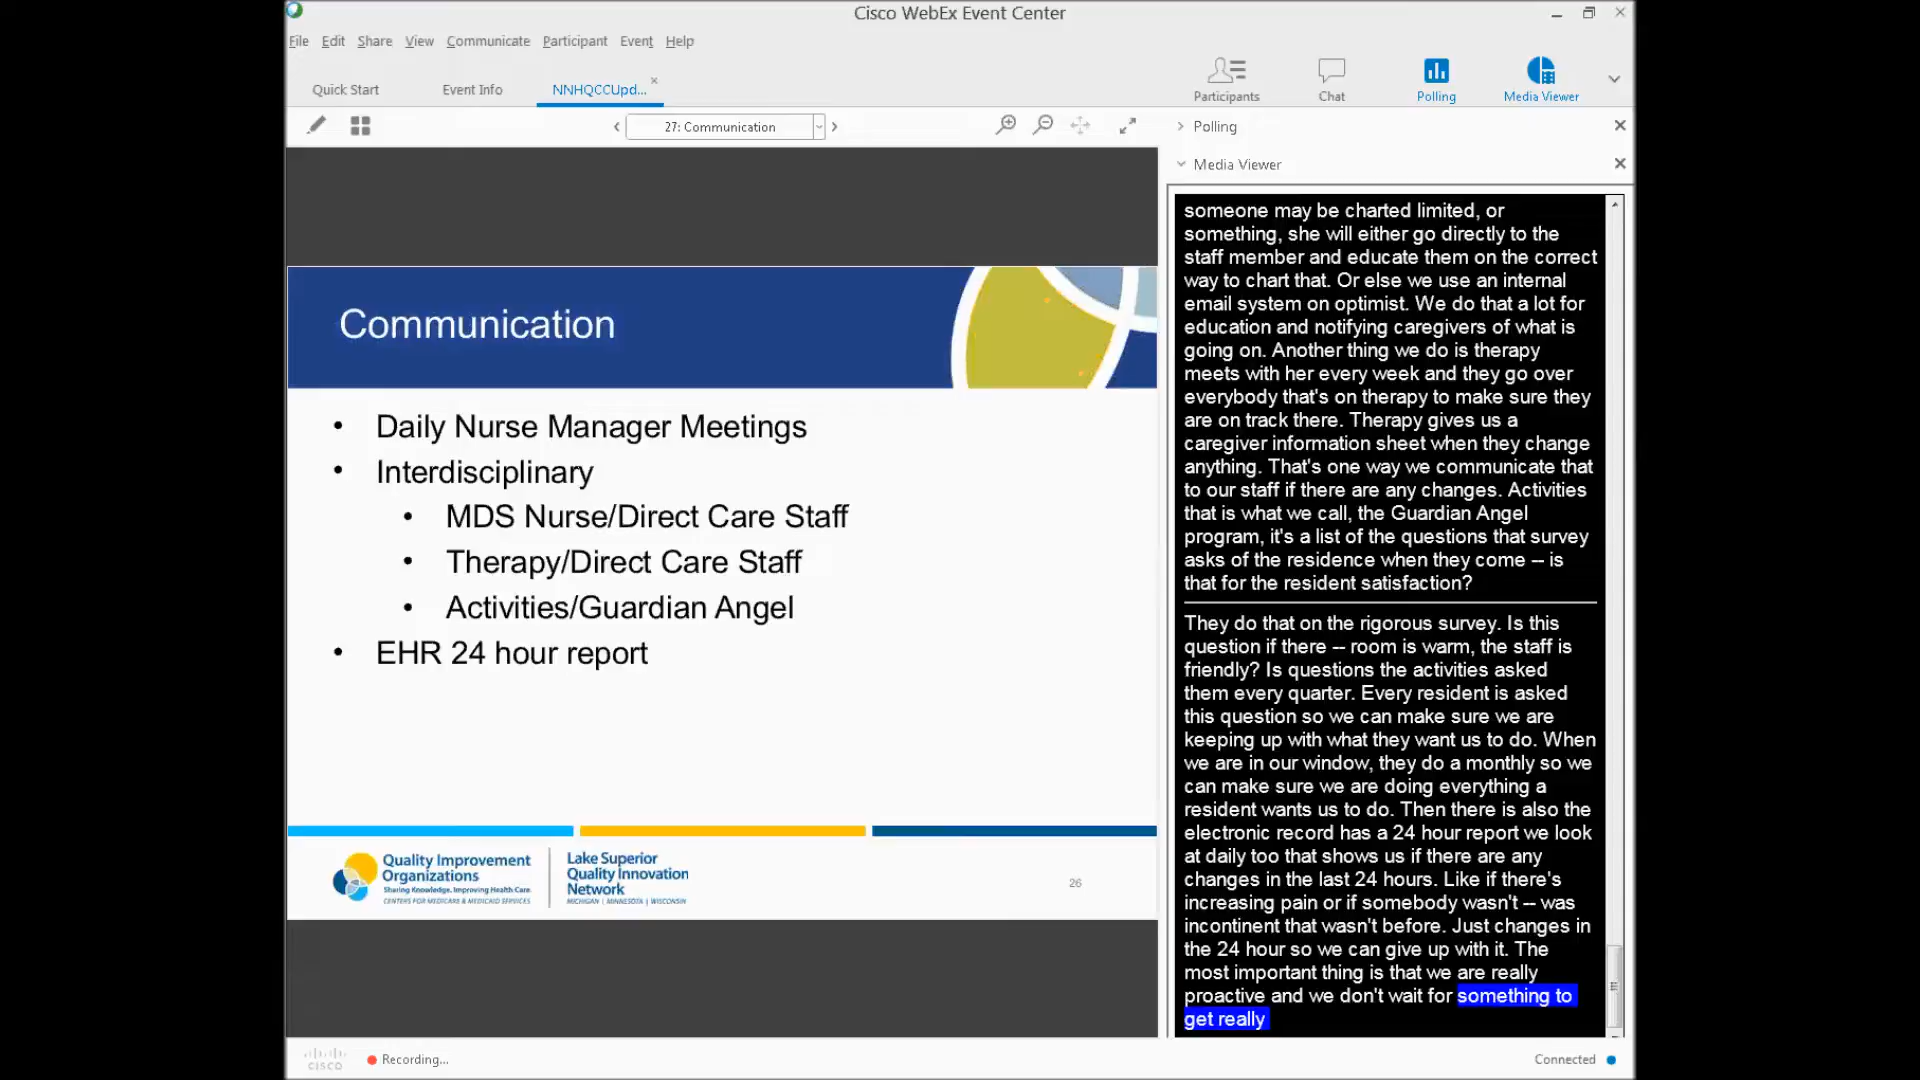 Cisco WebEx Event Center
File Edit Share View Communicate Participant Event Help
Quick Start Event Info NNHQCCUpd...
Participants Chat Polling Media Viewer
27: Communication
Polling
Media Viewer
Communication
• Daily Nurse Manager Meetings
• Interdisciplinary
• MDS Nurse/Direct Care Staff
• Therapy/Direct Care Staff
• Activities/Guardian Angel
• EHR 24 hour report
Quality Improvement
Organizations
Sharing Knowledge. Improving Health Care.
CENTERS FOR MEDICARE & MEDICAID SERVICES
Lake Superior
Quality Innovation
Network
MICHIGAN | MINNESOTA | WISCONSIN
26
someone may be charted limited, or
something, she will either go directly to the
staff member and educate them on the correct
way to chart that. Or else we use an internal
email system on optimist. We do that a lot for
education and notifying caregivers of what is
going on. Another thing we do is therapy
meets with her every week and they go over
everybody that's on therapy to make sure they
are on track there. Therapy gives us a
caregiver information sheet when they change
anything. That's one way we communicate that
to our staff if there are any changes. Activities
that is what we call, the Guardian Angel
program, it's a list of the questions that survey
asks of the residence when they come -- is
that for the resident satisfaction?
They do that on the rigorous survey. Is this
question if there -- room is warm, the staff is
friendly? Is questions the activities asked
them every quarter. Every resident is asked
this question so we can make sure we are
keeping up with what they want us to do. When
we are in our window, they do a monthly so we
can make sure we are doing everything a
resident wants us to do. Then there is also the
electronic record has a 24 hour report we look
at daily too that shows us if there are any
changes in the last 24 hours. Like if there's
increasing pain or if somebody wasn't -- was
incontinent that wasn't before. Just changes in
the 24 hour so we can give up with it. The
most important thing is that we are really
proactive and we don't wait for something to
get really
CISCO
Recording...
Connected